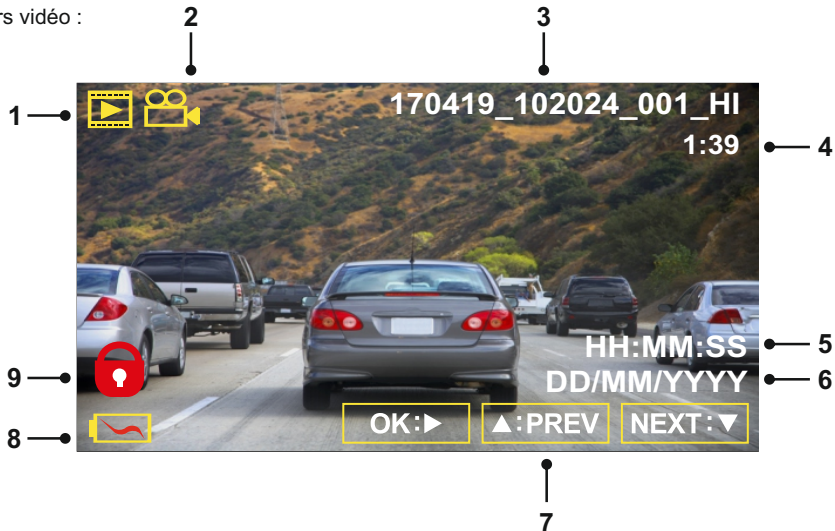 rs vidéo :
2
3
1
170419_102024_001_HI
1:39
4
HH:MM:SS
5
9
DD/MM/YYYY
6
OK:▶ ▲:PREV NEXT:▼
8
7